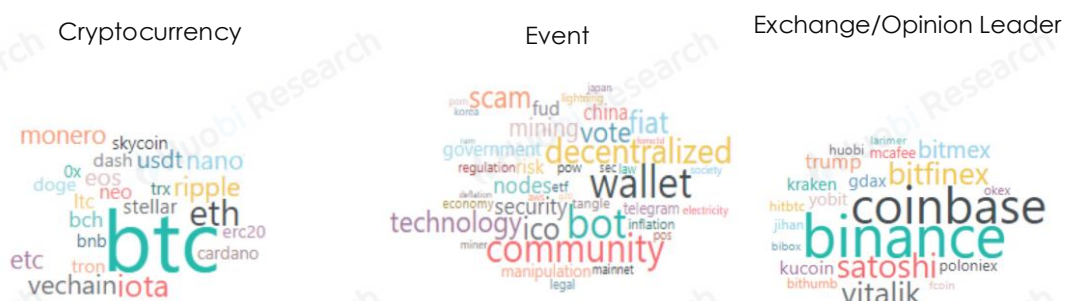 Cryptocurrency
Event
Exchange/Opinion Leader
monero skycoin
dash usdt nano
0x eos
doge neo trx ripple
ltc stellar eth
bch
bnb btc erc20
cardano
etc tron
vechain iota
japan
porn scam lightning
korea fud china
mining vote fiat
government decentralized
regulation risk pow sec law society
nodes etf wallet
deflation
economy security tangle telegram electricity
technology ico bot inflation
miner community pos
manipulation mainnet
legal
larimer
huobi mcafee bitmex
trump
kraken gdax bitfinex
okex
hitbtc yobit coinbase
jihan binance
bibox
kucoin satoshi poloniex
bithumb vitalik fcoin
Huobi Research